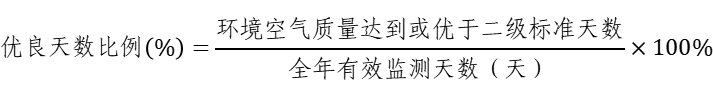 优良天数比例(%) = 环境空气质量达到或优于二级标准天数 / 全年有效监测天数（天） × 100%